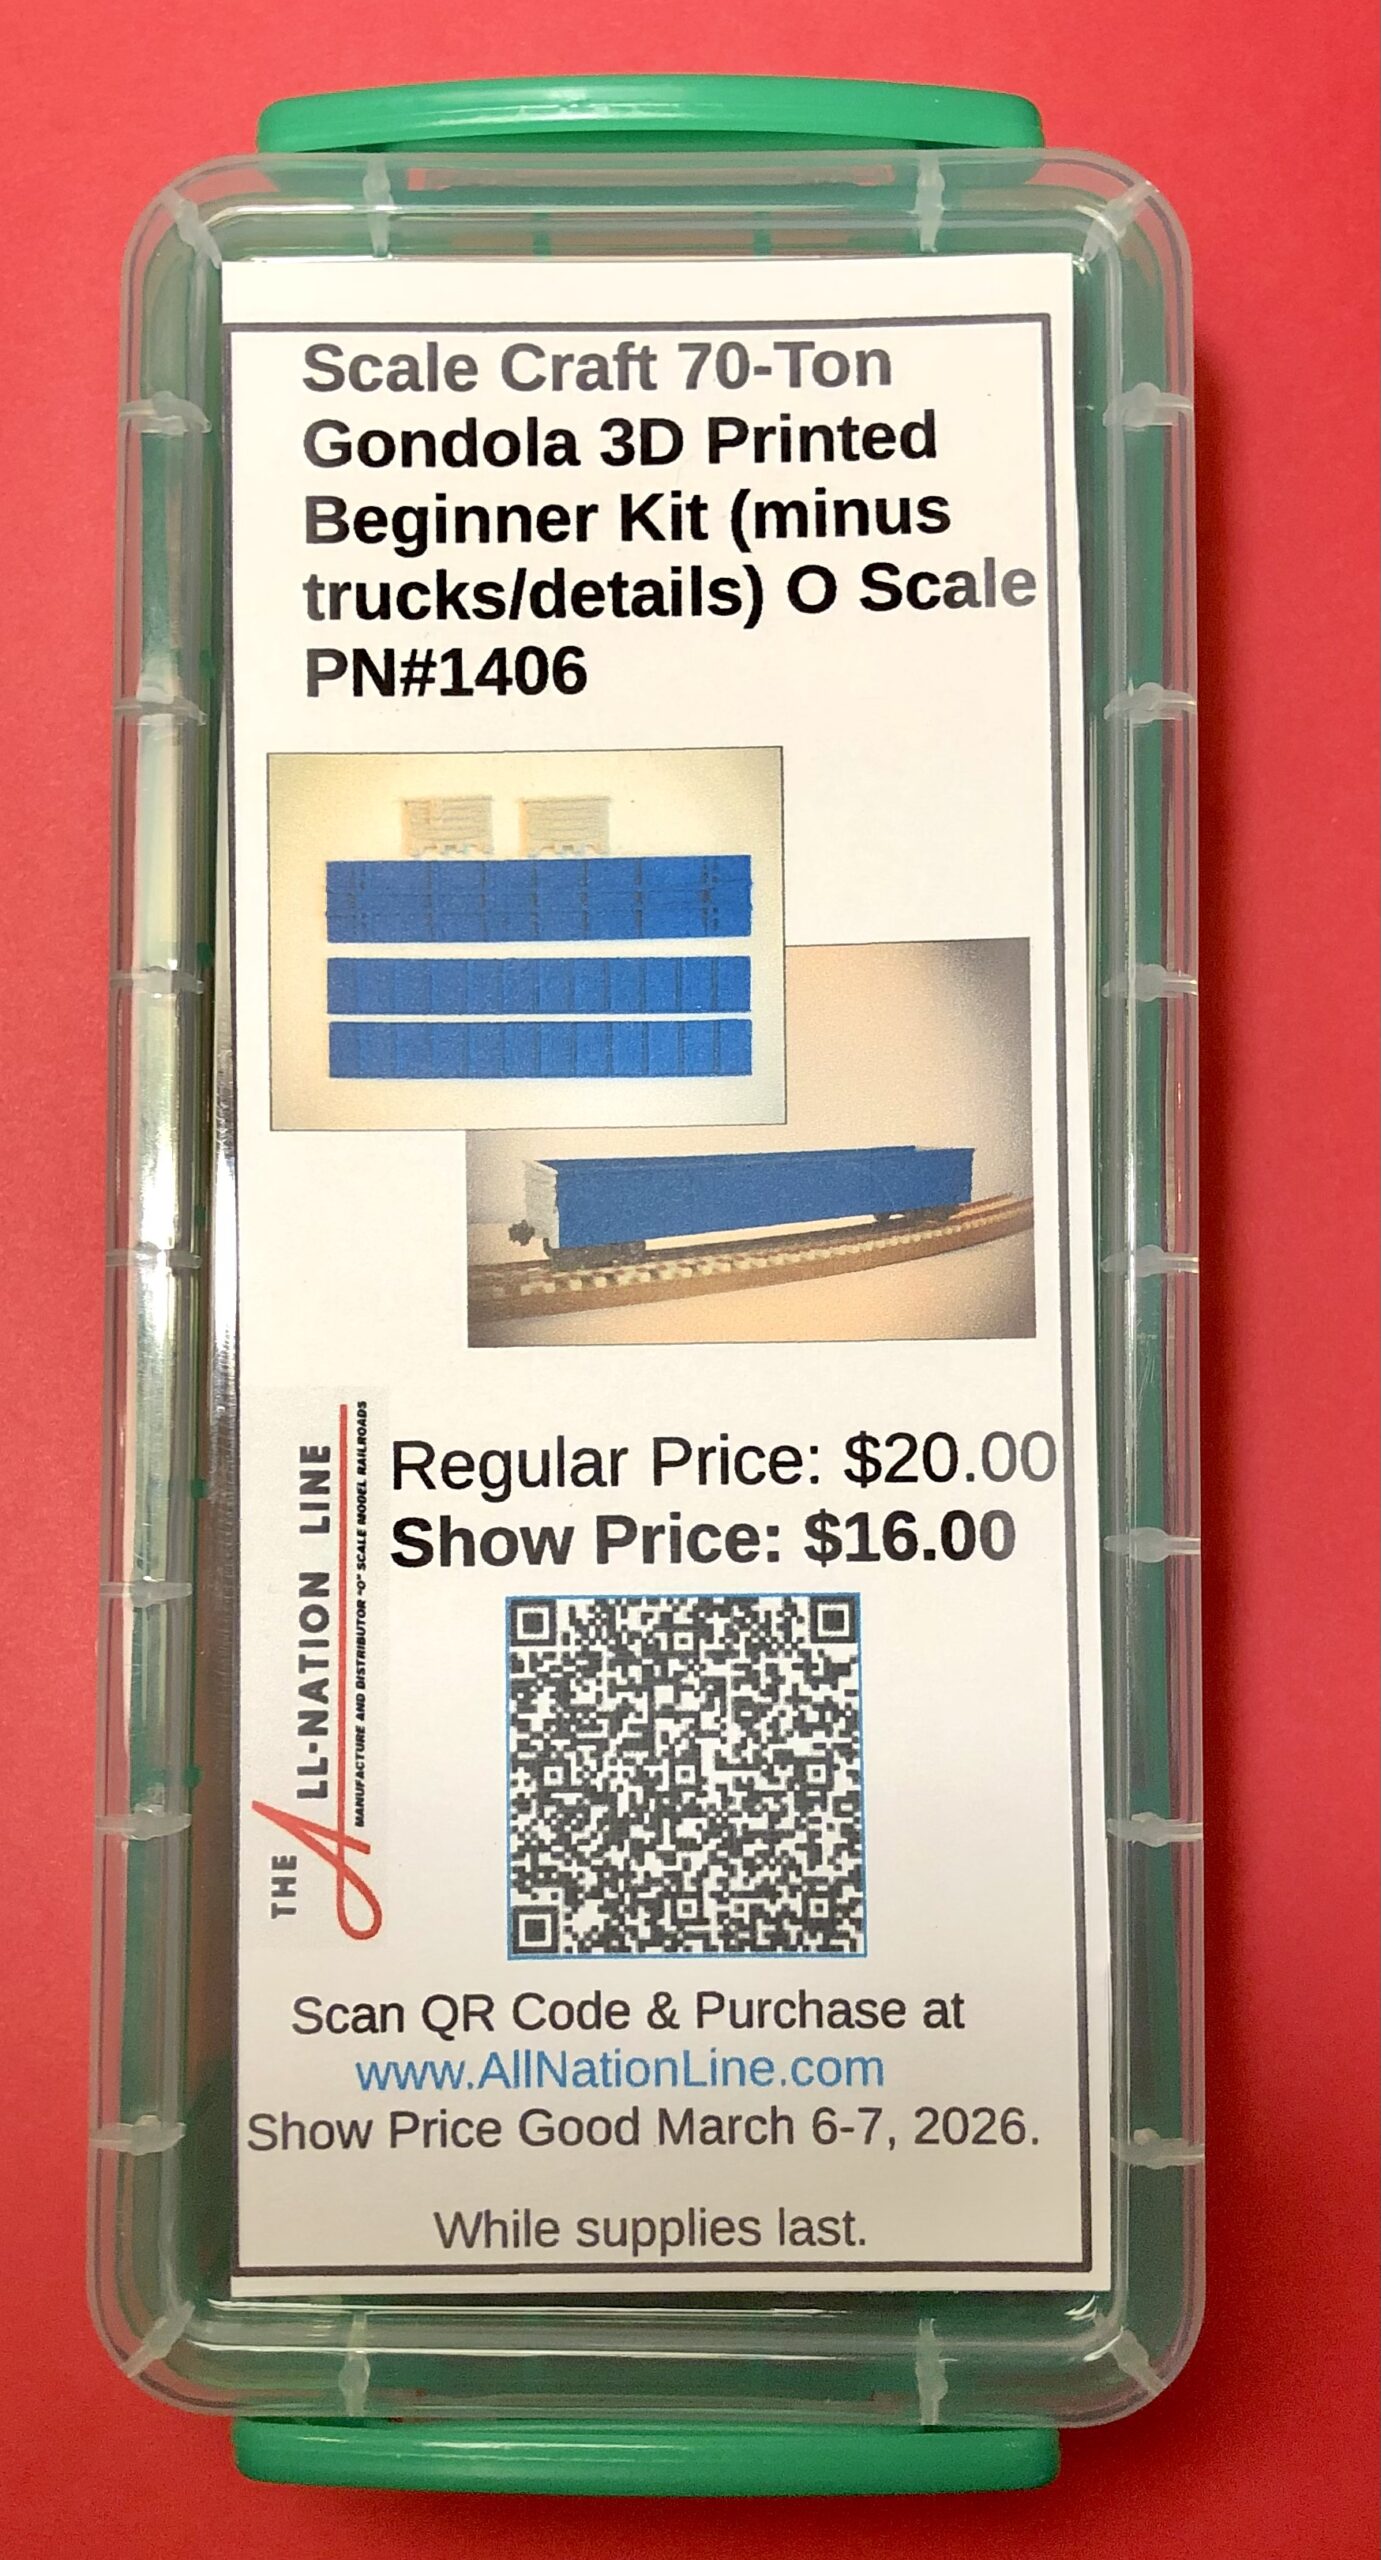 Scale Craft 70-Ton
Gondola 3D Printed
Beginner Kit (minus
trucks/details) O Scale
PN#1406
Regular Price: $20.00
Show Price: $16.00
THE
ALL-NATION LINE
MANUFACTURE AND DISTRIBUTOR "O" SCALE MODEL RAILROADS
Scan QR Code & Purchase at
www.AllNationLine.com
Show Price Good March 6-7, 2026.
While supplies last.